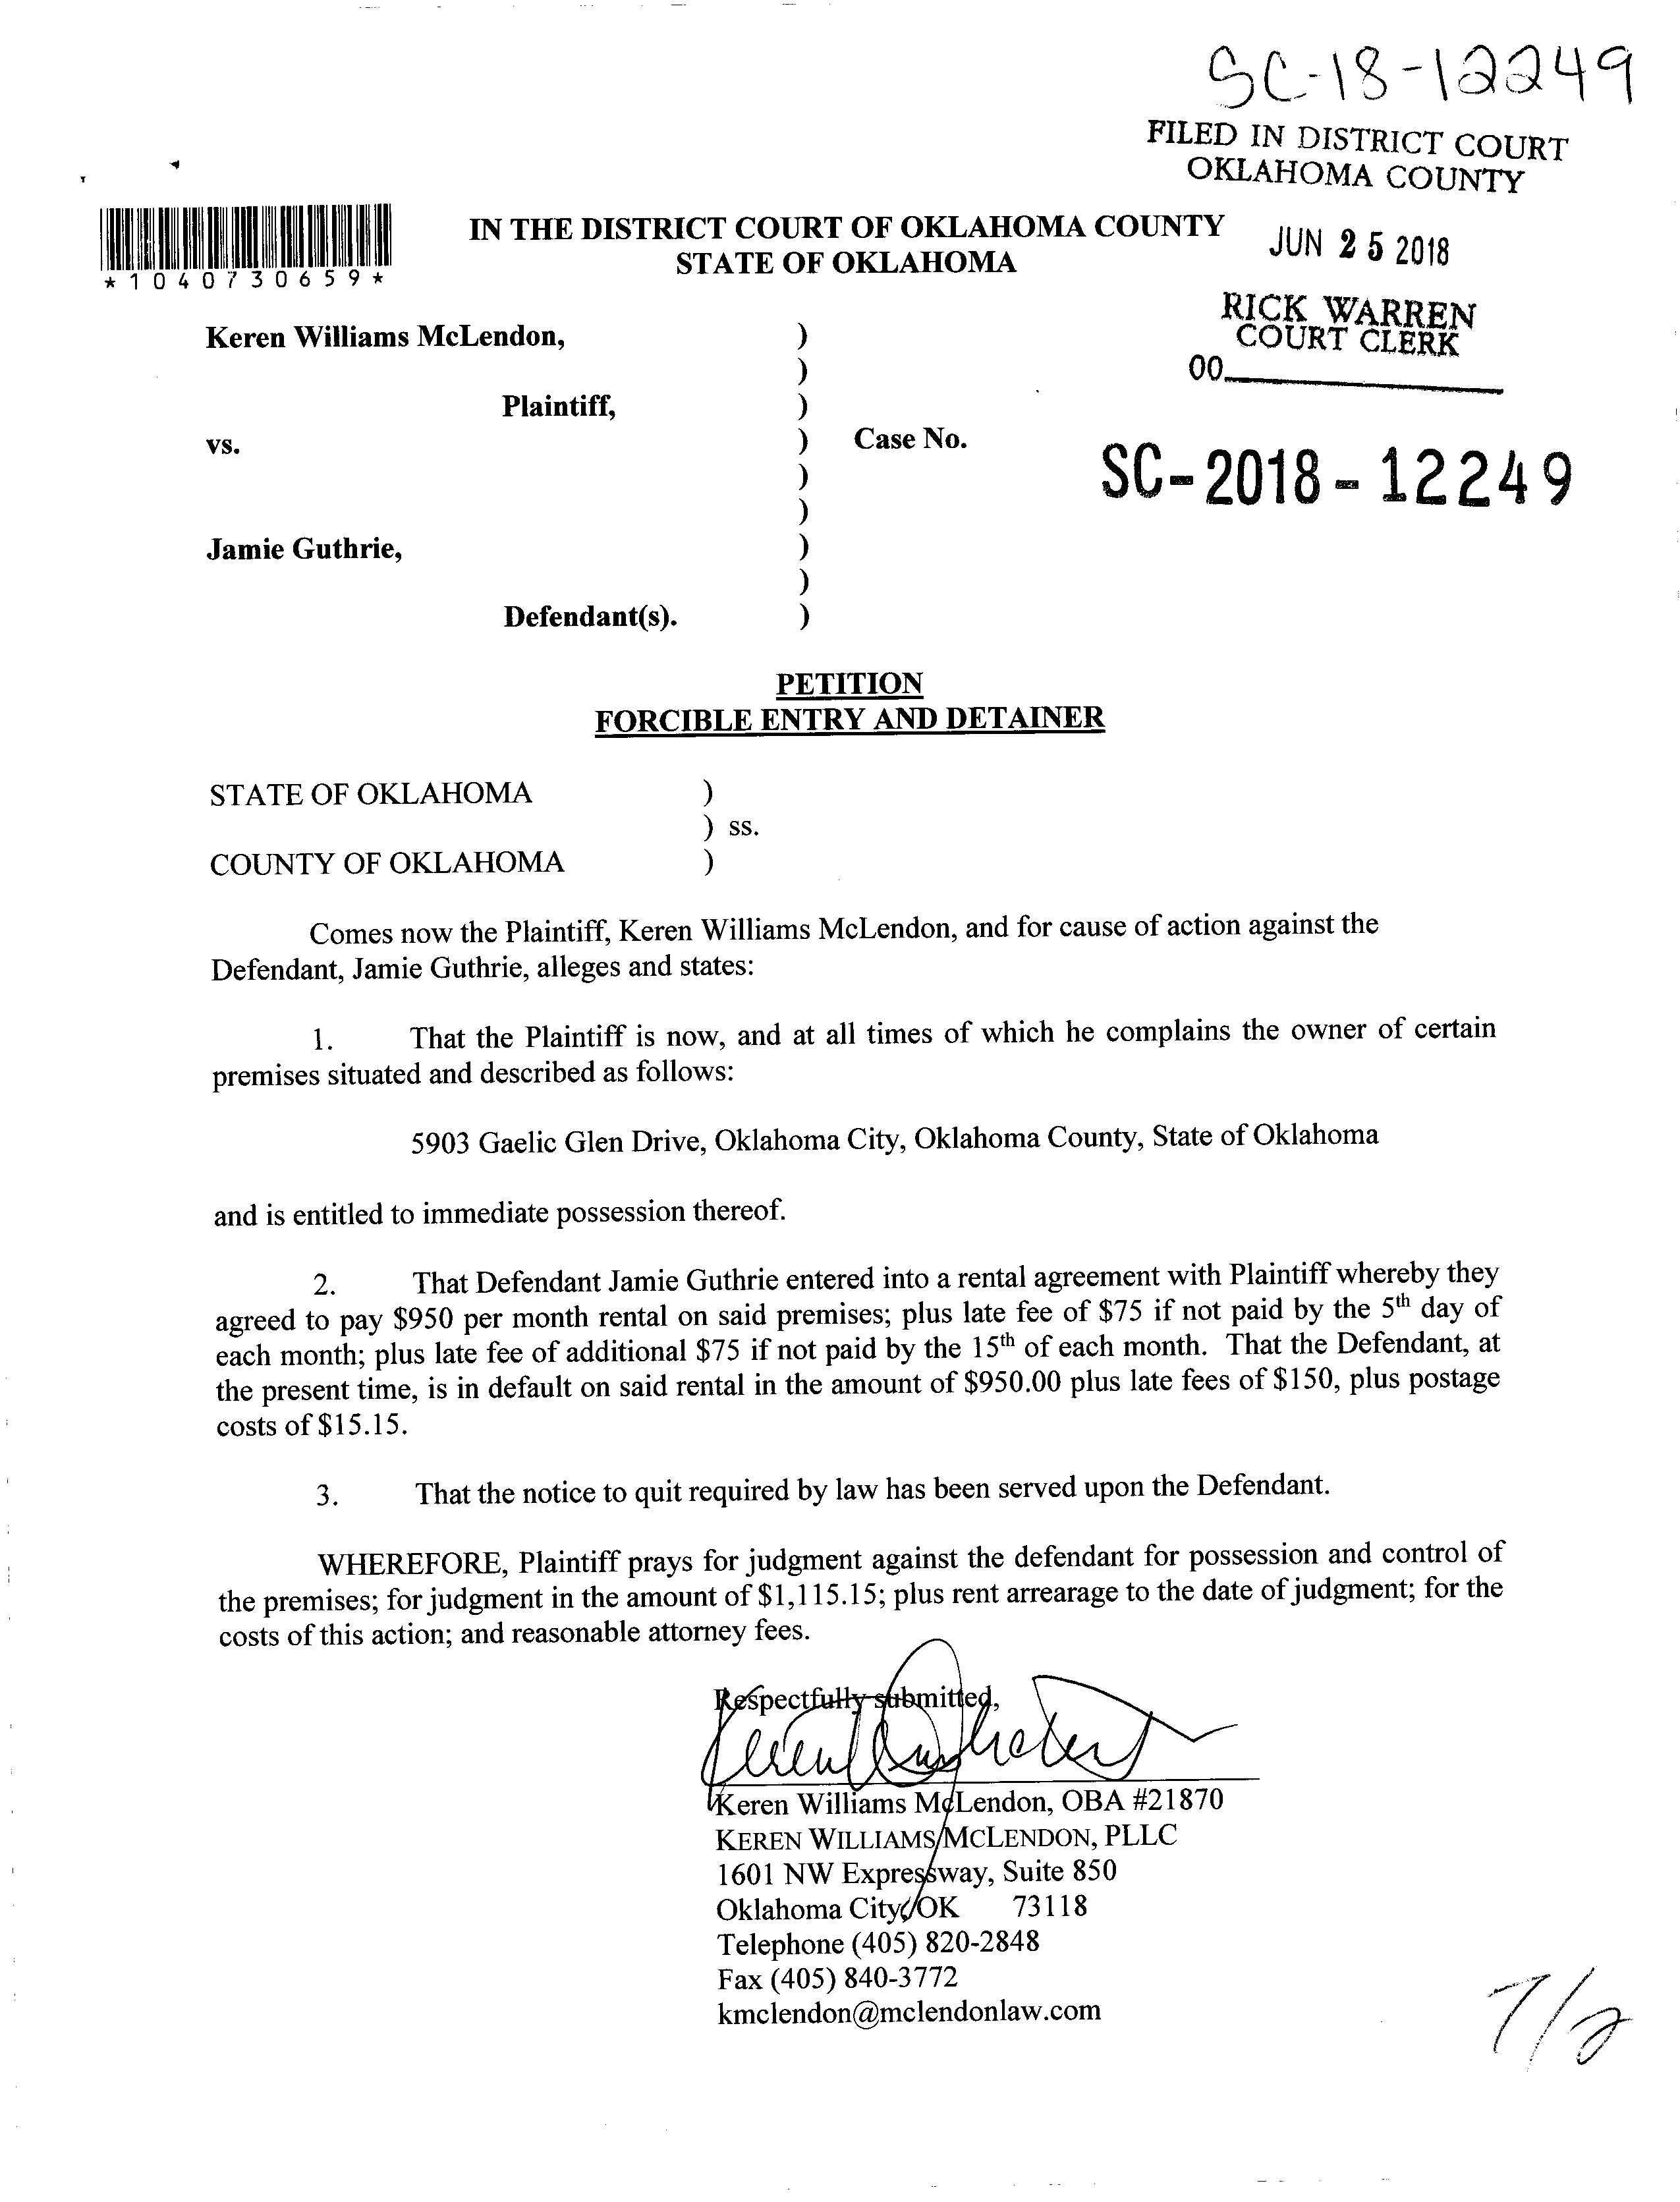 SC-18-12249
FILED IN DISTRICT COURT
OKLAHOMA COUNTY
JUN 25 2018
RICK WARREN
COURT CLERK
00
*1040730659*
IN THE DISTRICT COURT OF OKLAHOMA COUNTY
STATE OF OKLAHOMA
Keren Williams McLendon, )
)
Plaintiff, )
vs. ) Case No. SC-2018-12249
)
)
Jamie Guthrie, )
)
Defendant(s). )
PETITION
FORCIBLE ENTRY AND DETAINER
STATE OF OKLAHOMA )
) ss.
COUNTY OF OKLAHOMA )
Comes now the Plaintiff, Keren Williams McLendon, and for cause of action against the
Defendant, Jamie Guthrie, alleges and states:
1. That the Plaintiff is now, and at all times of which he complains the owner of certain
premises situated and described as follows:
5903 Gaelic Glen Drive, Oklahoma City, Oklahoma County, State of Oklahoma
and is entitled to immediate possession thereof.
2. That Defendant Jamie Guthrie entered into a rental agreement with Plaintiff whereby they
agreed to pay $950 per month rental on said premises; plus late fee of $75 if not paid by the 5th day of
each month; plus late fee of additional $75 if not paid by the 15th of each month. That the Defendant, at
the present time, is in default on said rental in the amount of $950.00 plus late fees of $150, plus postage
costs of $15.15.
3. That the notice to quit required by law has been served upon the Defendant.
WHEREFORE, Plaintiff prays for judgment against the defendant for possession and control of
the premises; for judgment in the amount of $1,115.15; plus rent arrearage to the date of judgment; for the
costs of this action; and reasonable attorney fees.
Respectfully submitted,
Keren Williams McLendon, OBA #21870
KEREN WILLIAMS MCLENDON, PLLC
1601 NW Expressway, Suite 850
Oklahoma City, OK 73118
Telephone (405) 820-2848
Fax (405) 840-3772
kmclendon@mclendonlaw.com
7/2